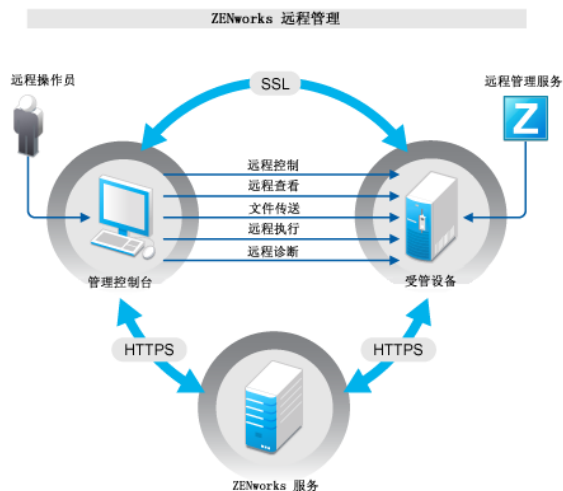 ZENworks 远程管理
远程操作员
SSL
远程管理服务
Z
远程控制
远程查看
文件传送
远程执行
远程诊断
管理控制台
受管设备
HTTPS
HTTPS
ZENworks 服务